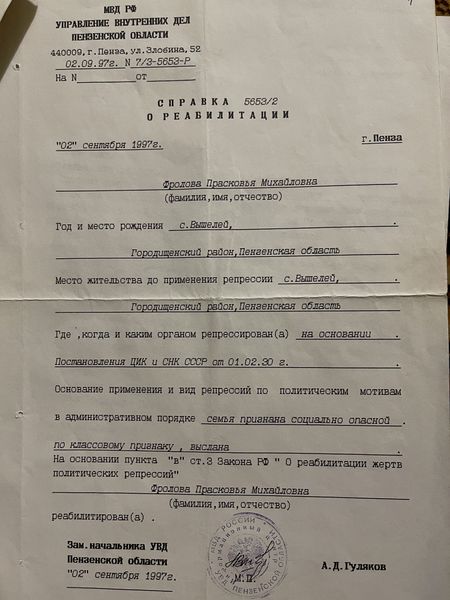 МВД РФ
УПРАВЛЕНИЕ ВНУТРЕННИХ ДЕЛ
ПЕНЗЕНСКОЙ ОБЛАСТИ
440009, г.Пенза, ул.Злобина, 52
02.09.97г. N 7/3-5653-Р
На N от
СПРАВКА 5653/2
О РЕАБИЛИТАЦИИ
"02" сентября 1997г. г.Пенза
Фролова Прасковья Михайловна
(фамилия,имя,отчество)
Год и место рождения с.Вышелей, .
Городищенский район,Пензенская область
Место жительства до применения репрессии с.Вышелей, .
Городищенский район,Пензенская область
Где ,когда и каким органом репрессирован(а) на основании .
Постановления ЦИК и СНК СССР от 01.02.30 г.
Основание применения и вид репрессий по политическим мотивам
в административном порядке семья признана социально опасной .
по классовому признаку , выслана .
На основании пункта "в" ст.3 Закона РФ " О реабилитации жертв
политических репрессий"
Фролова Прасковья Михайловна
(фамилия,имя,отчество)
реабилитирован(а) .
Зам.начальника УВД
Пензенской области
"02" сентября 1997г.
М.П.
А.Д.Гуляков
МВД РОССИИ
УВД ПЕНЗЕНСКОЙ